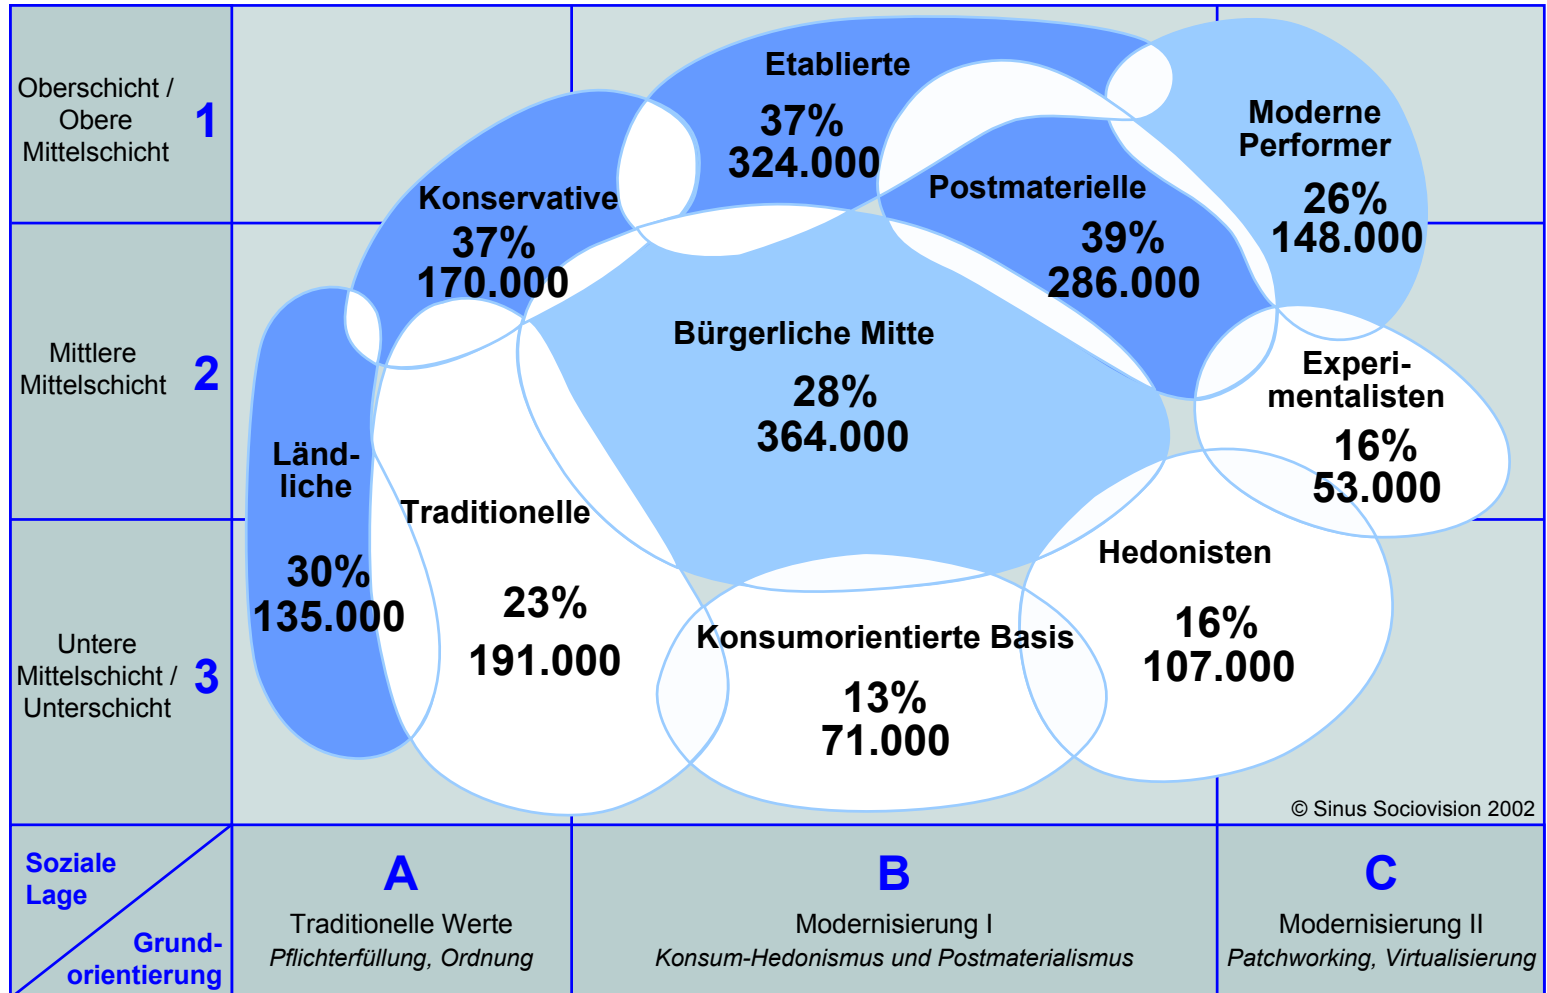 Oberschicht /
Obere
Mittelschicht
1
Etablierte
37%
324.000
Moderne
Performer
26%
148.000
Konservative
37%
170.000
Postmaterielle
39%
286.000
Mittlere
Mittelschicht
2
Bürgerliche Mitte
28%
364.000
Experi-
mentalisten
16%
53.000
Länd-
liche
30%
135.000
Traditionelle
23%
191.000
Hedonisten
16%
107.000
Untere
Mittelschicht /
Unterschicht
3
Konsumorientierte Basis
13%
71.000
© Sinus Sociovision 2002
Soziale
Lage
Grund-
orientierung
A
Traditionelle Werte
Pflichterfüllung, Ordnung
B
Modernisierung I
Konsum-Hedonismus und Postmaterialismus
C
Modernisierung II
Patchworking, Virtualisierung